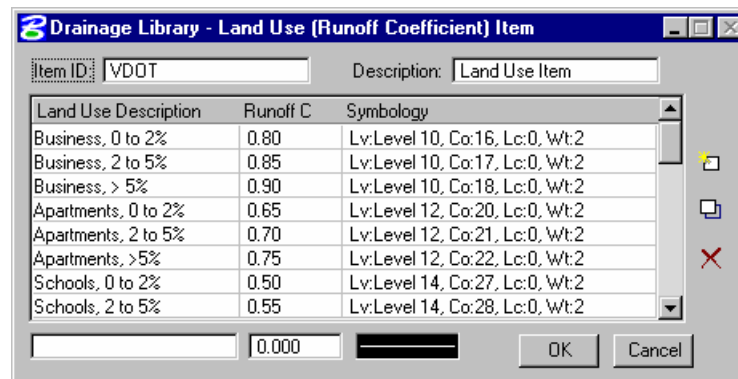 Drainage Library - Land Use (Runoff Coefficient) Item
Item ID: VDOT Description: Land Use Item
Land Use Description Runoff C Symbology
Business, 0 to 2% 0.80 Lv:Level 10, Co:16, Lc:0, Wt:2
Business, 2 to 5% 0.85 Lv:Level 10, Co:17, Lc:0, Wt:2
Business, > 5% 0.90 Lv:Level 10, Co:18, Lc:0, Wt:2
Apartments, 0 to 2% 0.65 Lv:Level 12, Co:20, Lc:0, Wt:2
Apartments, 2 to 5% 0.70 Lv:Level 12, Co:21, Lc:0, Wt:2
Apartments, >5% 0.75 Lv:Level 12, Co:22, Lc:0, Wt:2
Schools, 0 to 2% 0.50 Lv:Level 14, Co:27, Lc:0, Wt:2
Schools, 2 to 5% 0.55 Lv:Level 14, Co:28, Lc:0, Wt:2
0.000 OK Cancel